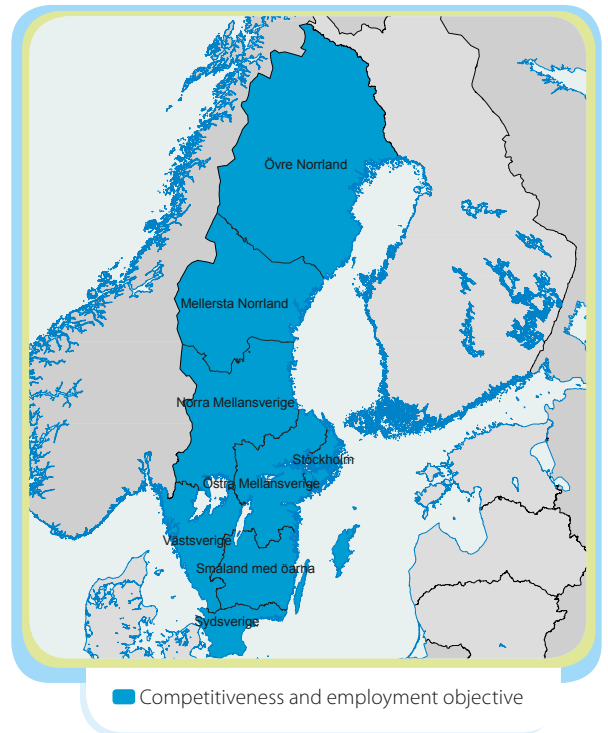 Övre Norrland
Mellersta Norrland
Norra Mellansverige
Stockholm
Östra Mellansverige
Västsverige
Småland med öarna
Sydsverige
Competitiveness and employment objective